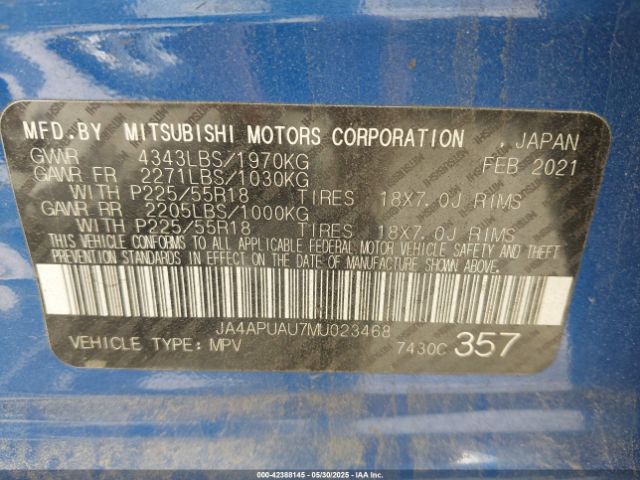 MFD.BY MITSUBISHI MOTORS CORPORATION , JAPAN
GVWR 4343LBS/1970KG FEB 2021
GAWR FR 2271LBS/1030KG
WITH P225/55R18 TIRES 18X7.0J RIMS
GAWR RR 2205LBS/1000KG
WITH P225/55R18 TIRES 18X7.0J RIMS
THIS VEHICLE CONFORMS TO ALL APPLICABLE FEDERAL MOTOR VEHICLE SAFETY AND THEFT
PREVENTION STANDARDS IN EFFECT ON THE DATE OF MANUFACTURE SHOWN ABOVE.
JA4APUAU7MU023468
VEHICLE TYPE: MPV 7430C 357
000-42388145 - 05/30/2025 - IAA Inc.